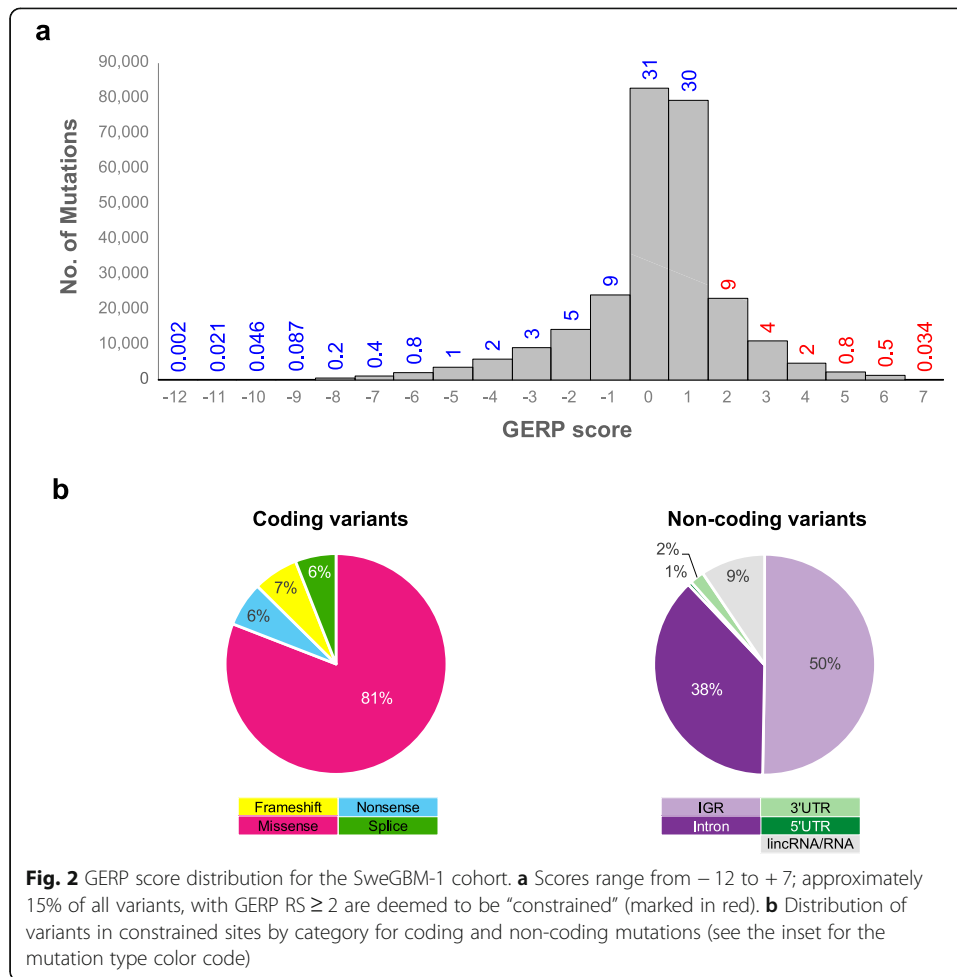 a
90,000
80,000
70,000
60,000
50,000
40,000
30,000
20,000
10,000
0
No. of Mutations
0.002 0.021 0.046 0.087 0.2 0.4 0.8 1 2 3 5 9 31 30 9 4 2 0.8 0.5 0.034
-12 -11 -10 -9 -8 -7 -6 -5 -4 -3 -2 -1 0 1 2 3 4 5 6 7
GERP score
b
Coding variants
6%
7%
6%
81%
Frameshift Nonsense
Missense Splice
Non-coding variants
2%
1%
9%
50%
38%
IGR 3'UTR
Intron 5'UTR
lincRNA/RNA
Fig. 2 GERP score distribution for the SweGBM-1 cohort. a Scores range from − 12 to + 7; approximately
15% of all variants, with GERP RS ≥ 2 are deemed to be “constrained” (marked in red). b Distribution of
variants in constrained sites by category for coding and non-coding mutations (see the inset for the
mutation type color code)